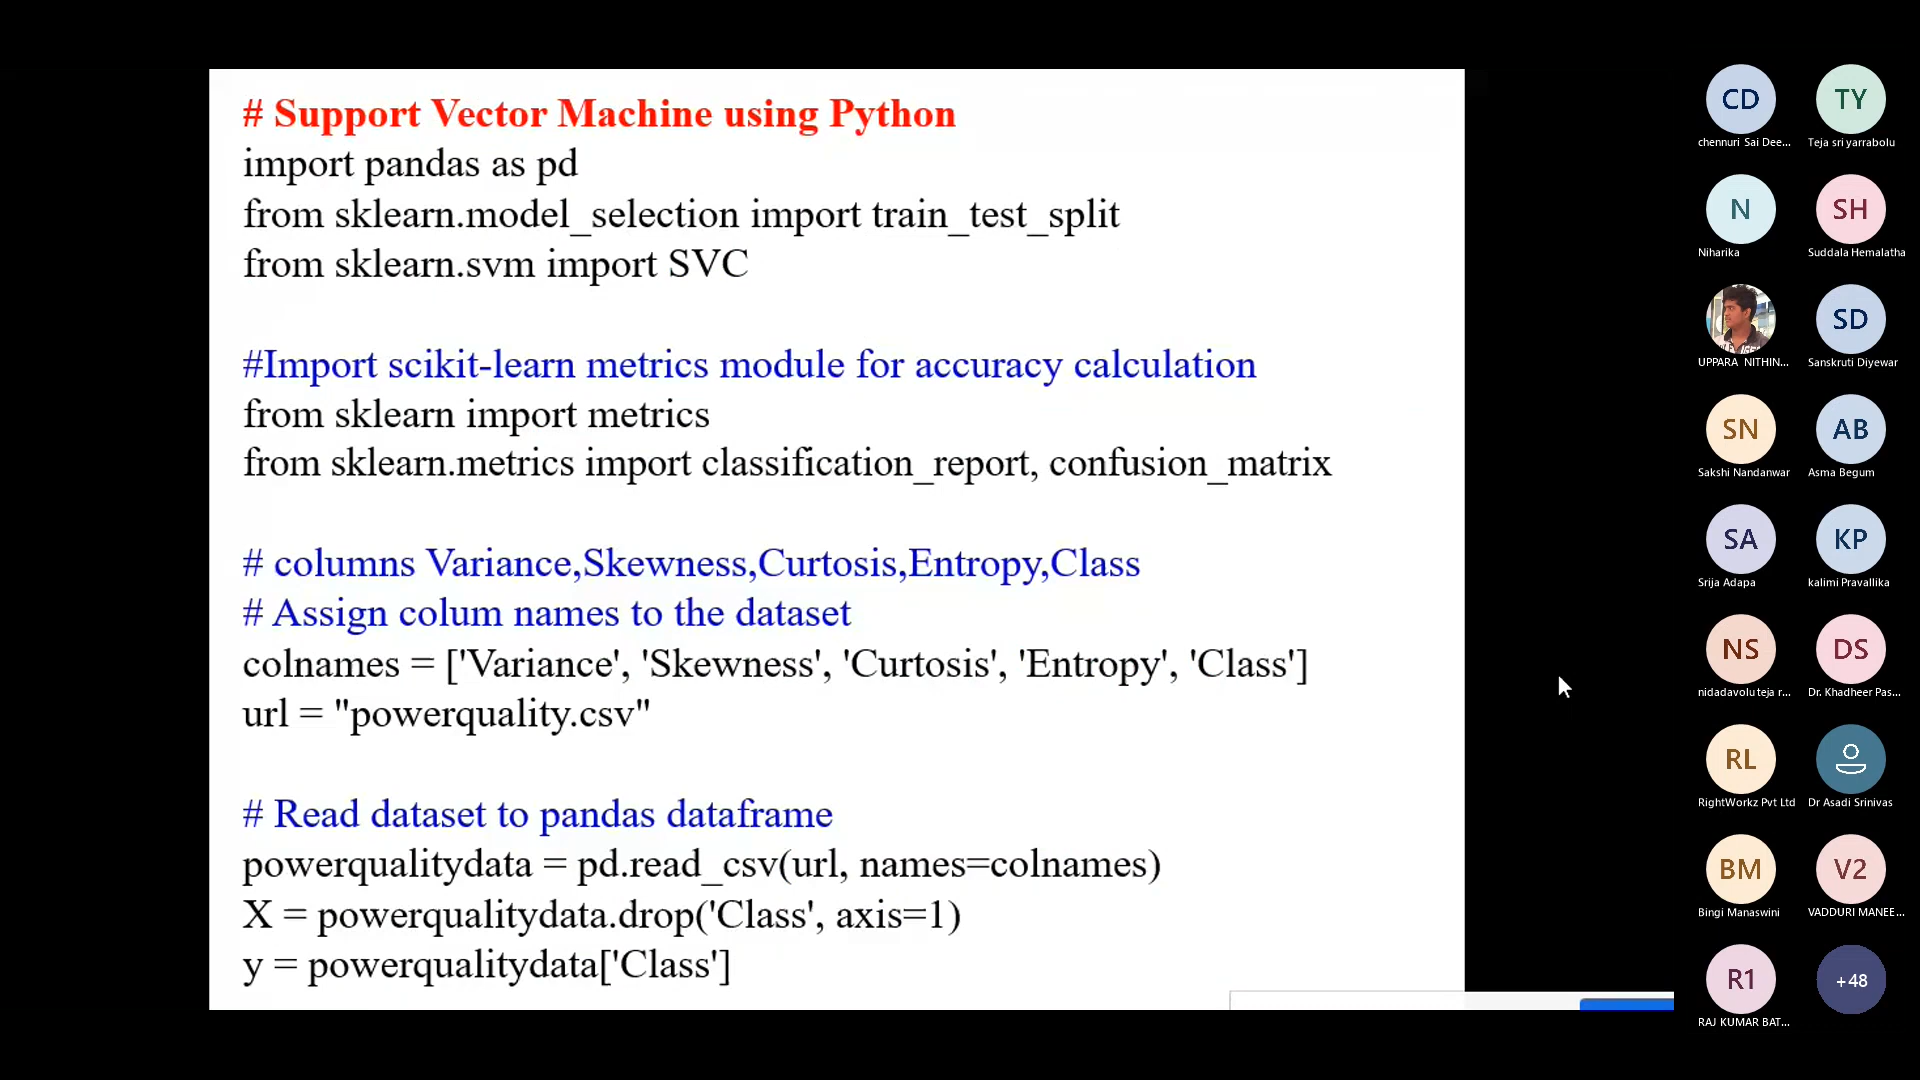 # Support Vector Machine using Python
import pandas as pd
from sklearn.model_selection import train_test_split
from sklearn.svm import SVC
#Import scikit-learn metrics module for accuracy calculation
from sklearn import metrics
from sklearn.metrics import classification_report, confusion_matrix
# columns Variance,Skewness,Curtosis,Entropy,Class
# Assign colum names to the dataset
colnames = ['Variance', 'Skewness', 'Curtosis', 'Entropy', 'Class']
url = "powerquality.csv"
# Read dataset to pandas dataframe
powerqualitydata = pd.read_csv(url, names=colnames)
X = powerqualitydata.drop('Class', axis=1)
y = powerqualitydata['Class']
CD TY
chennuri Sai Dee... Teja sri yarrabolu
N SH
Niharika Suddala Hemalatha
SD
UPPARA NITHIN... Sanskruti Diyewar
SN AB
Sakshi Nandanwar Asma Begum
SA KP
Srija Adapa kalimi Pravallika
NS DS
nidadavolu teja r... Dr. Khadheer Pas...
RL
RightWorkz Pvt Ltd Dr Asadi Srinivas
BM V2
Bingi Manaswini VADDURI MANEE...
R1 +48
RAJ KUMAR BAT...